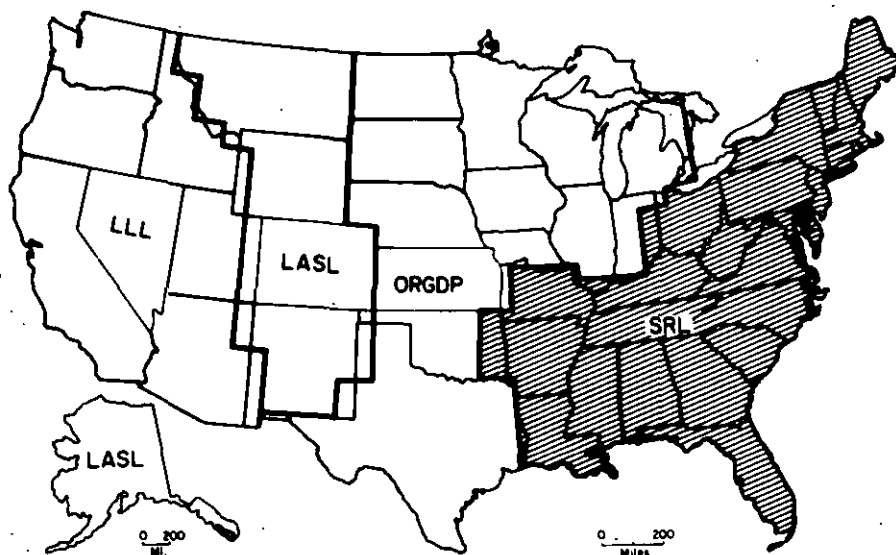 LLL
LASL
ORGDP
SRL
LASL
0 200
MI.
0 200
Miles